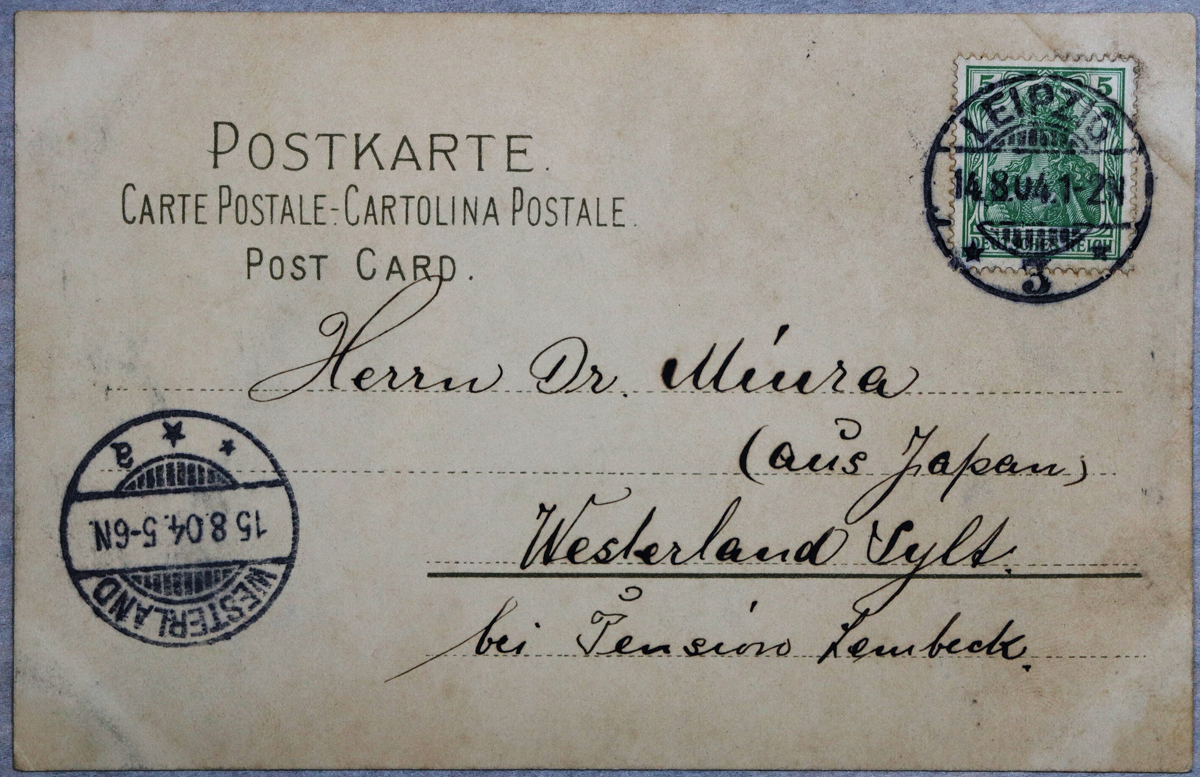 POSTKARTE.
CARTE POSTALE-CARTOLINA POSTALE.
POST CARD.
5 5
DEUTSCHES REICH
LEIPZIG
14.8.04.1-2N
* 3 *
Herrn Dr. Miura
(aus Japan)
Westerland Sylt.
bei Pension Lembeck.
WESTERLAND
15.8.04.5-6N.
* * a